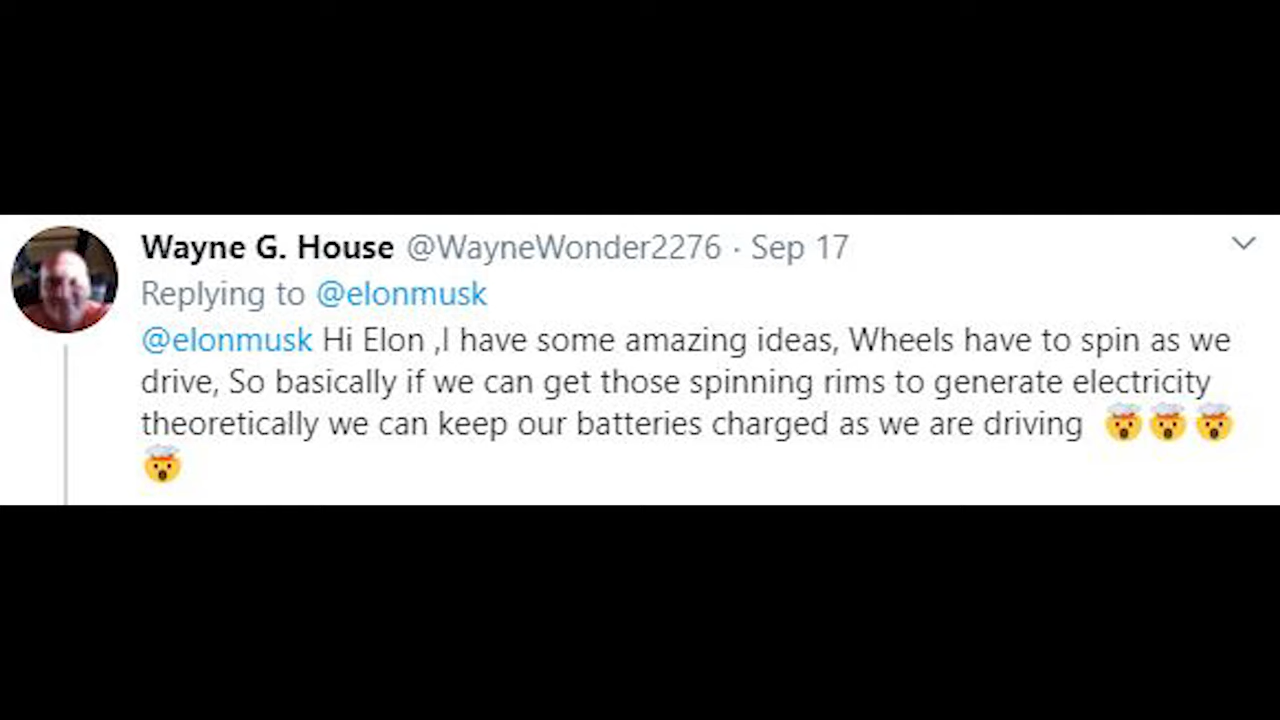 Wayne G. House @WayneWonder2276 · Sep 17
Replying to @elonmusk
@elonmusk Hi Elon ,I have some amazing ideas, Wheels have to spin as we
drive, So basically if we can get those spinning rims to generate electricity
theoretically we can keep our batteries charged as we are driving 🤯🤯🤯
🤯